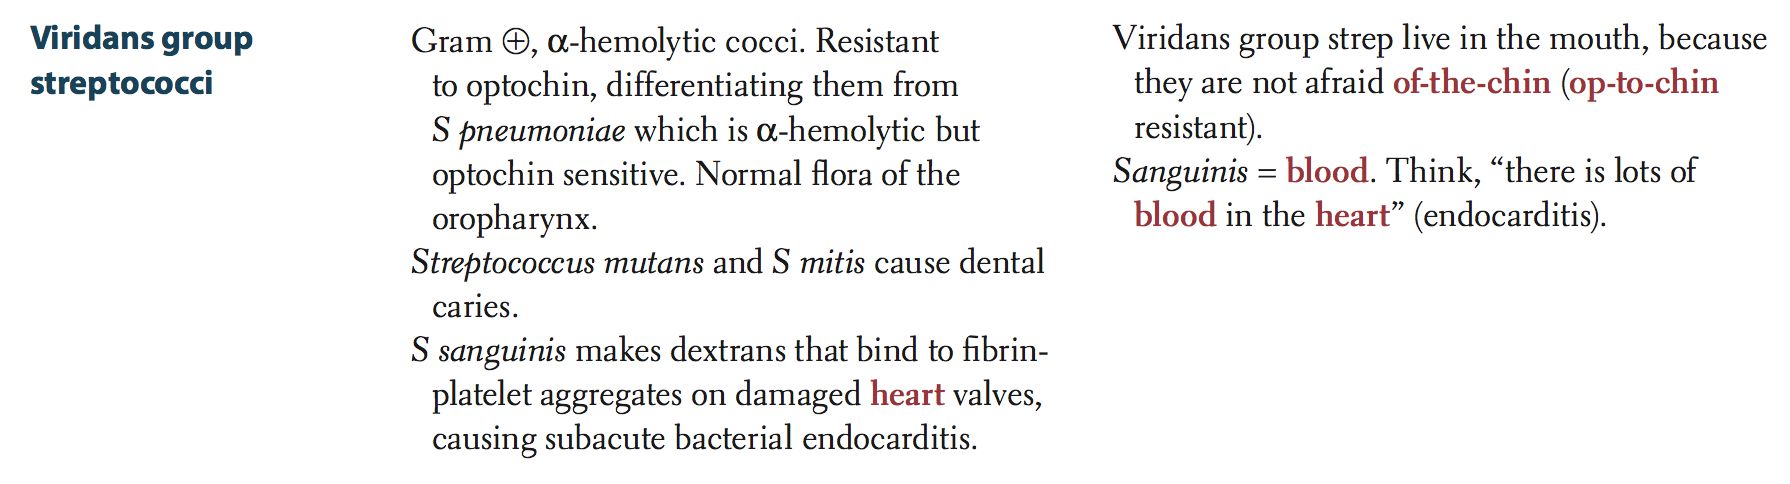 Viridans group
streptococci
Gram ⊕, α-hemolytic cocci. Resistant
to optochin, differentiating them from
S pneumoniae which is α-hemolytic but
optochin sensitive. Normal flora of the
oropharynx.
Streptococcus mutans and S mitis cause dental
caries.
S sanguinis makes dextrans that bind to fibrin-
platelet aggregates on damaged heart valves,
causing subacute bacterial endocarditis.
Viridans group strep live in the mouth, because
they are not afraid of-the-chin (op-to-chin
resistant).
Sanguinis = blood. Think, “there is lots of
blood in the heart” (endocarditis).